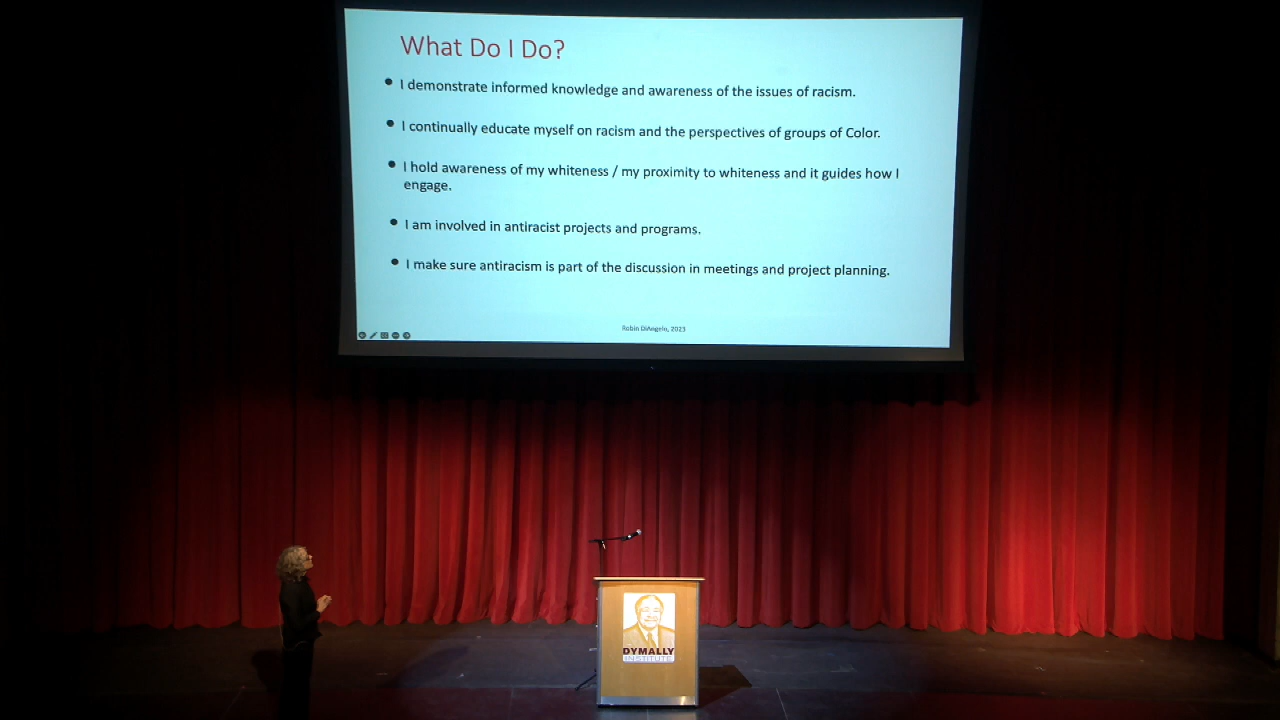 What Do I Do?
I demonstrate informed knowledge and awareness of the issues of racism.
I continually educate myself on racism and the perspectives of groups of Color.
I hold awareness of my whiteness / my proximity to whiteness and it guides how I
engage.
I am involved in antiracist projects and programs.
I make sure antiracism is part of the discussion in meetings and project planning.
Robin DiAngelo, 2023
DYMALLY
INSTITUTE